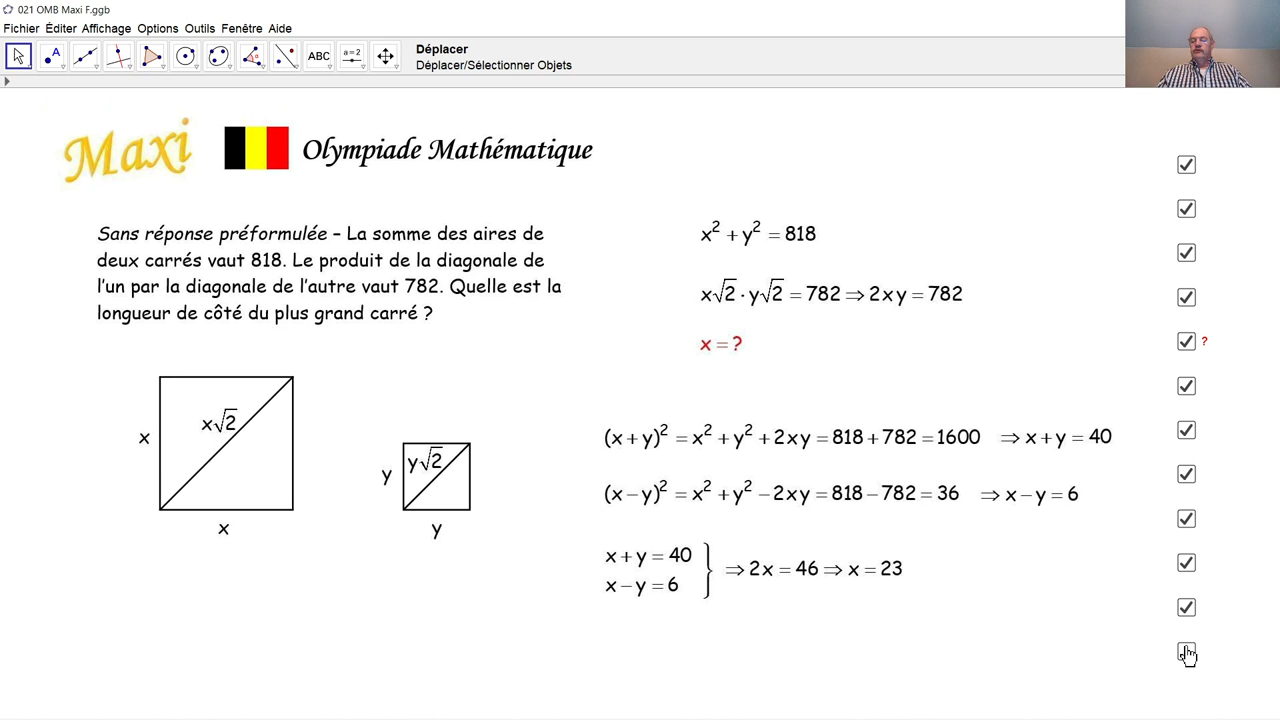 021 OMB Maxi F.ggb
Fichier Éditer Affichage Options Outils Fenêtre Aide
A ABC a=2
Déplacer
Déplacer/Sélectionner Objets
Maxi
Olympiade Mathématique
Sans réponse préformulée – La somme des aires de
deux carrés vaut 818. Le produit de la diagonale de
l'un par la diagonale de l'autre vaut 782. Quelle est la
longueur de côté du plus grand carré ?
x² + y² = 818
x√2 · y√2 = 782 ⇒ 2xy = 782
x = ?
?
x√2
x
x
y√2
y
y
(x + y)² = x² + y² + 2xy = 818 + 782 = 1600 ⇒ x + y = 40
(x − y)² = x² + y² − 2xy = 818 − 782 = 36 ⇒ x − y = 6
x + y = 40
x − y = 6
} ⇒ 2x = 46 ⇒ x = 23